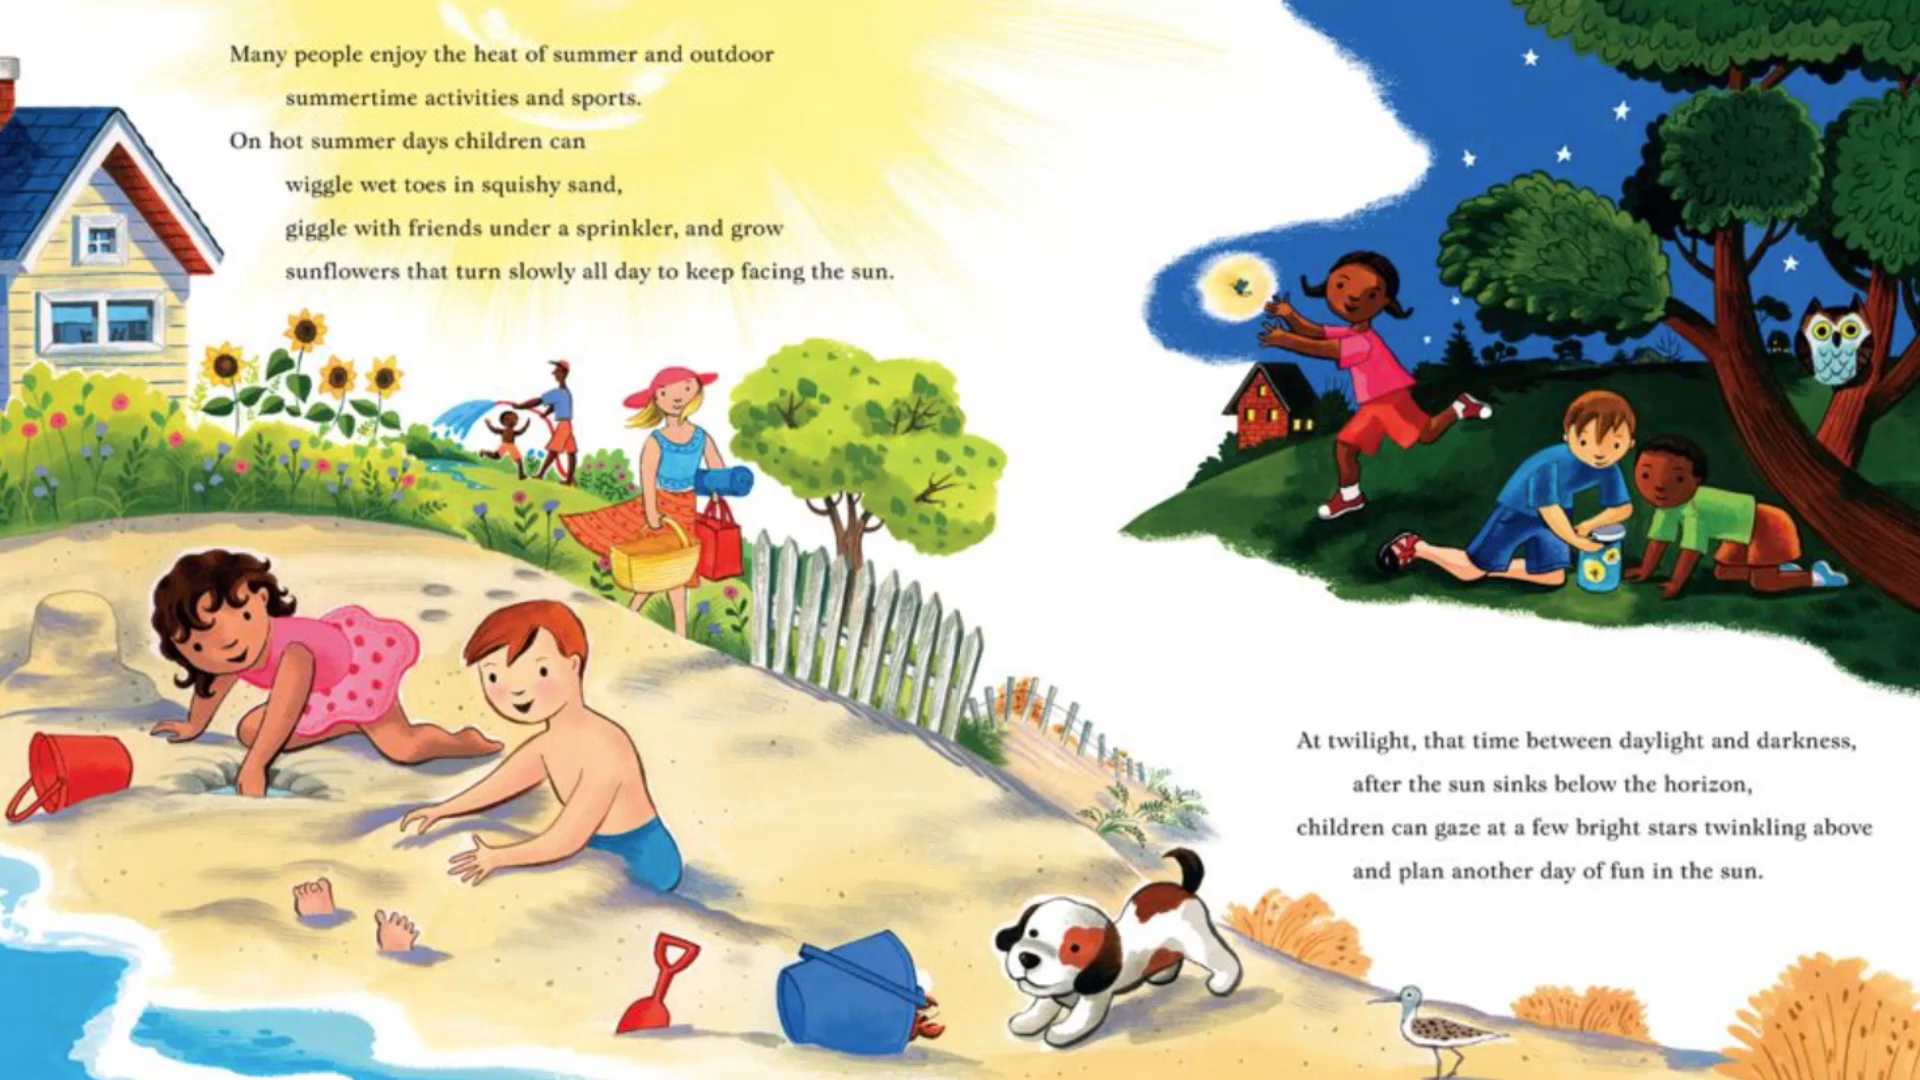 Many people enjoy the heat of summer and outdoor
summertime activities and sports.
On hot summer days children can
wiggle wet toes in squishy sand,
giggle with friends under a sprinkler, and grow
sunflowers that turn slowly all day to keep facing the sun.
At twilight, that time between daylight and darkness,
after the sun sinks below the horizon,
children can gaze at a few bright stars twinkling above
and plan another day of fun in the sun.